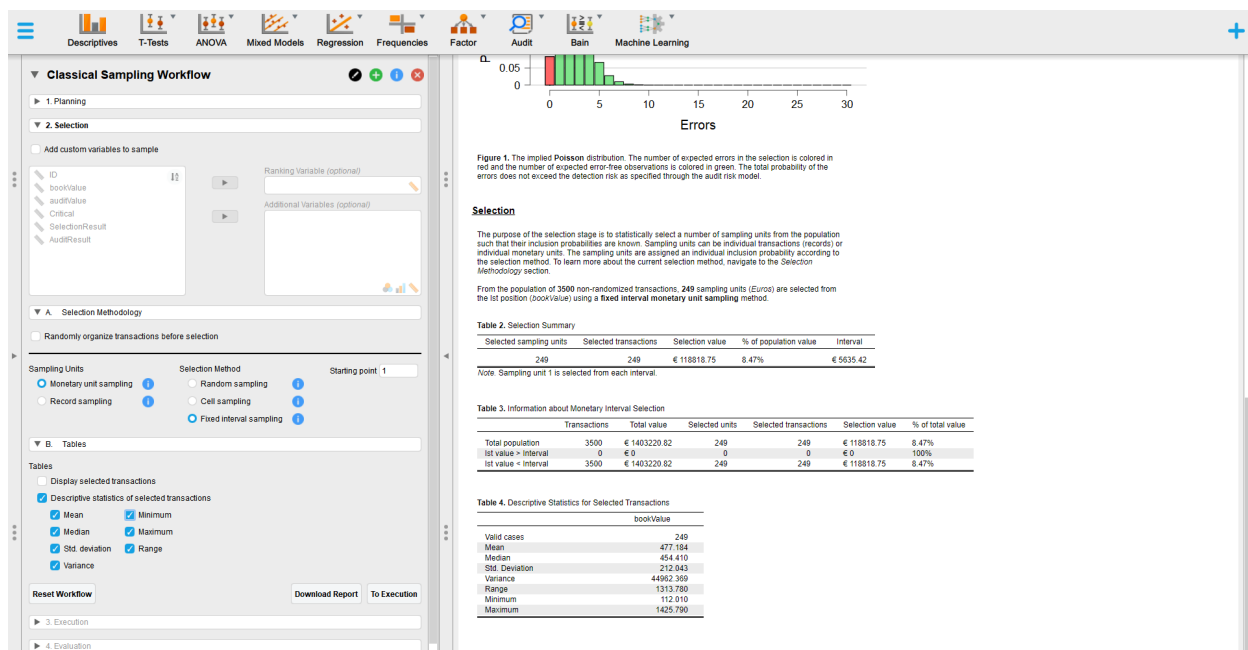 Descriptives T-Tests ANOVA Mixed Models Regression Frequencies Factor Audit Bain Machine Learning
Classical Sampling Workflow
1. Planning
2. Selection
Add custom variables to sample
ID
bookValue
auditValue
Critical
SelectionResult
AuditResult
Ranking Variable (optional)
Additional Variables (optional)
A. Selection Methodology
Randomly organize transactions before selection
Sampling Units Selection Method Starting point 1
Monetary unit sampling Random sampling
Record sampling Cell sampling
Fixed interval sampling
B. Tables
Tables
Display selected transactions
Descriptive statistics of selected transactions
Mean Minimum
Median Maximum
Std. deviation Range
Variance
Reset Workflow Download Report To Execution
3. Execution
4. Evaluation
0.05
0
0 5 10 15 20 25 30
Errors
Figure 1. The implied Poisson distribution. The number of expected errors in the selection is colored in
red and the number of expected error-free observations is colored in green. The total probability of the
errors does not exceed the detection risk as specified through the audit risk model.
Selection
The purpose of the selection stage is to statistically select a number of sampling units from the population
such that their inclusion probabilities are known. Sampling units can be individual transactions (records) or
individual monetary units. The sampling units are assigned an individual inclusion probability according to
the selection method. To learn more about the current selection method, navigate to the Selection
Methodology section.
From the population of 3500 non-randomized transactions, 249 sampling units (Euros) are selected from
the Ist position (bookValue) using a fixed interval monetary unit sampling method.
Table 2. Selection Summary
Selected sampling units Selected transactions Selection value % of population value Interval
249 249 € 118818.75 8.47% € 5635.42
Note. Sampling unit 1 is selected from each interval.
Table 3. Information about Monetary Interval Selection
Transactions Total value Selected units Selected transactions Selection value % of total value
Total population 3500 € 1403220.82 249 249 € 118818.75 8.47%
Ist value > Interval 0 € 0 0 0 € 0 100%
Ist value < Interval 3500 € 1403220.82 249 249 € 118818.75 8.47%
Table 4. Descriptive Statistics for Selected Transactions
bookValue
Valid cases 249
Mean 477.184
Median 454.410
Std. Deviation 212.043
Variance 44962.369
Range 1313.780
Minimum 112.010
Maximum 1425.790